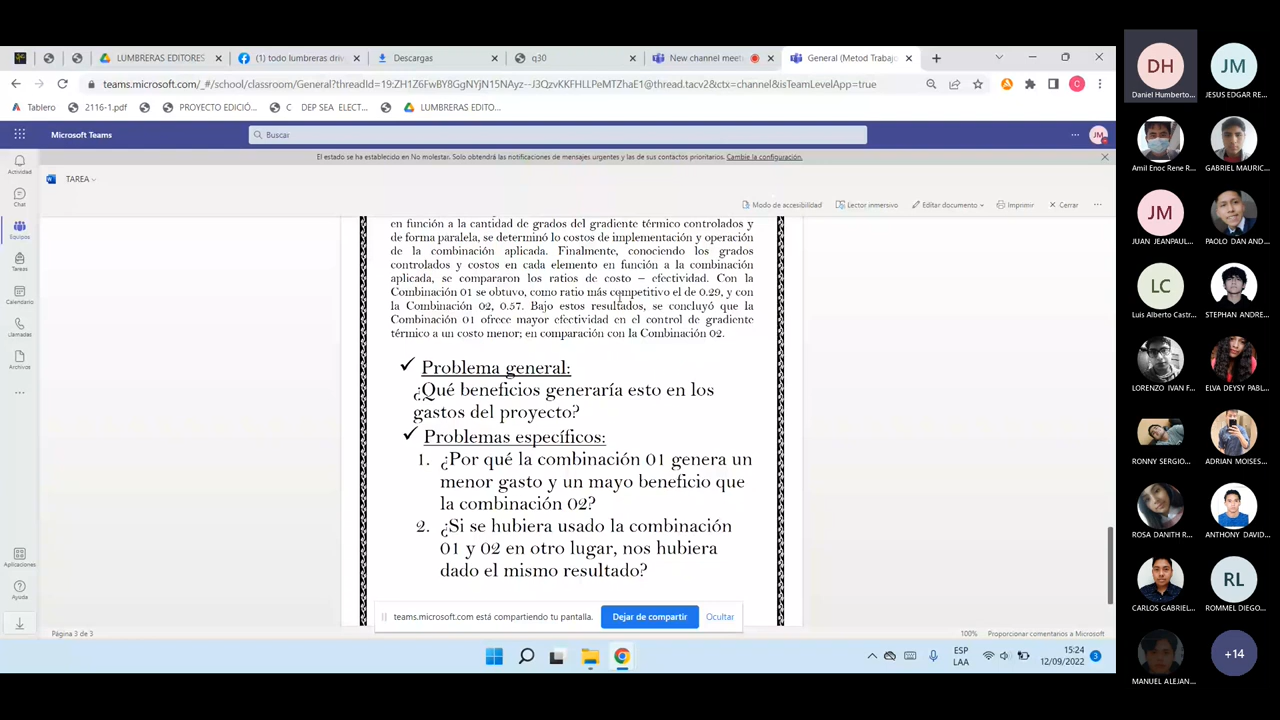 LUMBRERAS EDITORES
(1) todo lumbreras driv
Descargas
q30
New channel meeti
General (Metod Trabajo
teams.microsoft.com/_#/school/classroom/General?threadId=19:ZH1Z6FwBY8GgNYjN15NAyz--J3QzvKKFHLLPeMTZhaE1@thread.tacv2&ctx=channel&isTeamLevelApp=true
Tablero
2116-1.pdf
PROYECTO EDICIÓ...
C DEP SEA ELECT...
LUMBRERAS EDITO...
Microsoft Teams
Buscar
JM
El estado se ha establecido en No molestar. Solo obtendrá las notificaciones de mensajes urgentes y las de sus contactos prioritarios. Cambie la configuración.
Actividad
Chat
Equipos
Tareas
Calendario
Llamadas
Archivos
Aplicaciones
Ayuda
TAREA
Modo de accesibilidad
Lector inmersivo
Editar documento
Imprimir
Cerrar
en función a la cantidad de grados del gradiente térmico controlados y
de forma paralela, se determinó lo costos de implementación y operación
de la combinación aplicada. Finalmente, conociendo los grados
controlados y costos en cada elemento en función a la combinación
aplicada, se compararon los ratios de costo – efectividad. Con la
Combinación 01 se obtuvo, como ratio más competitivo el de 0.29, y con
la Combinación 02, 0.57. Bajo estos resultados, se concluyó que la
Combinación 01 ofrece mayor efectividad en el control de gradiente
térmico a un costo menor; en comparación con la Combinación 02.
✓ Problema general:
¿Qué beneficios generaría esto en los
gastos del proyecto?
✓ Problemas específicos:
1. ¿Por qué la combinación 01 genera un
menor gasto y un mayo beneficio que
la combinación 02?
2. ¿Si se hubiera usado la combinación
01 y 02 en otro lugar, nos hubiera
dado el mismo resultado?
teams.microsoft.com está compartiendo tu pantalla.
Dejar de compartir
Ocultar
Página 3 de 3
100%
Proporcionar comentarios a Microsoft
ESP
LAA
15:24
12/09/2022
3
DH
Daniel Humberto...
JM
JESUS EDGAR RE...
Amil Enoc Rene R...
GABRIEL MAURIC...
JM
JUAN JEANPAUL...
PAOLO DAN AND...
LC
Luis Alberto Castr...
STEPHAN ANDRE...
LORENZO IVAN F...
ELVA DEYSY PABL...
RONNY SERGIO...
ADRIAN MOISES...
ROSA DANITH R...
ANTHONY DAVID...
CARLOS GABRIEL...
RL
ROMMEL DIEGO...
MANUEL ALEJAN...
+14